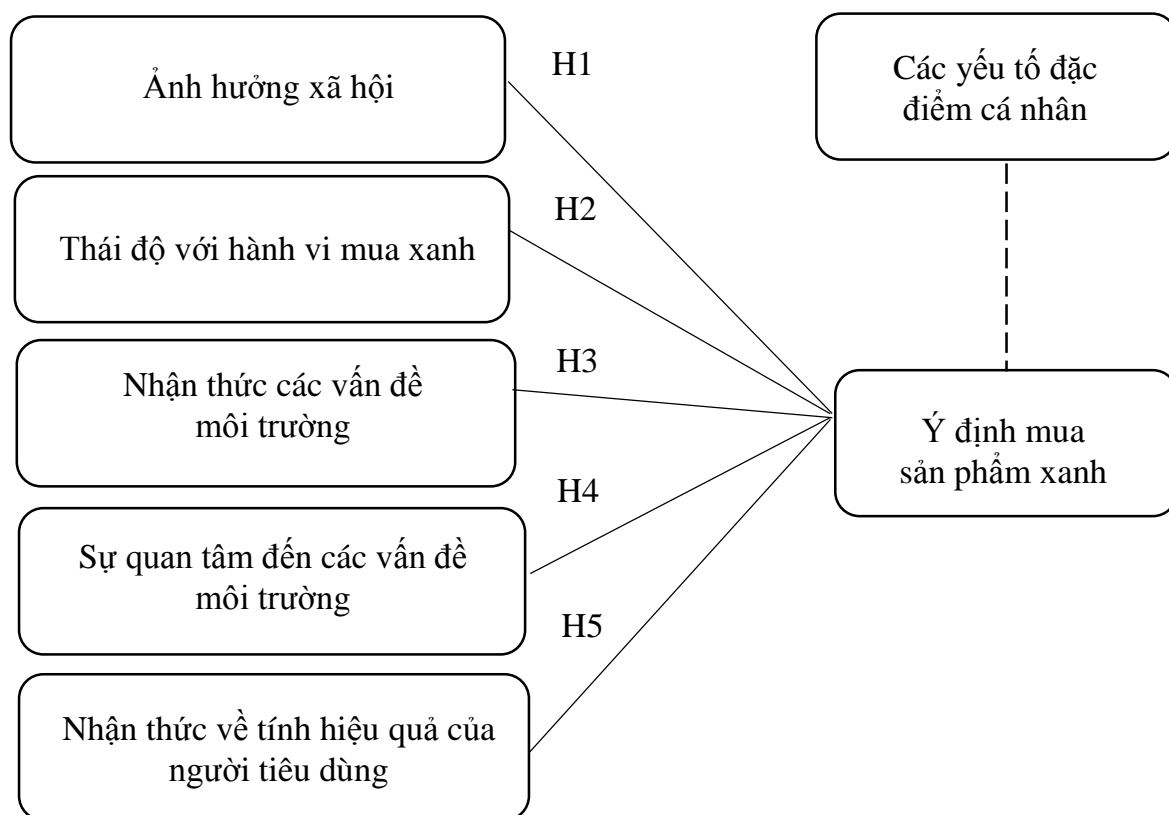 Ảnh hưởng xã hội
H1
Các yếu tố đặc
điểm cá nhân
Thái độ với hành vi mua xanh
H2
Nhận thức các vấn đề
môi trường
H3
Ý định mua
sản phẩm xanh
Sự quan tâm đến các vấn đề
môi trường
H4
Nhận thức về tính hiệu quả của
người tiêu dùng
H5